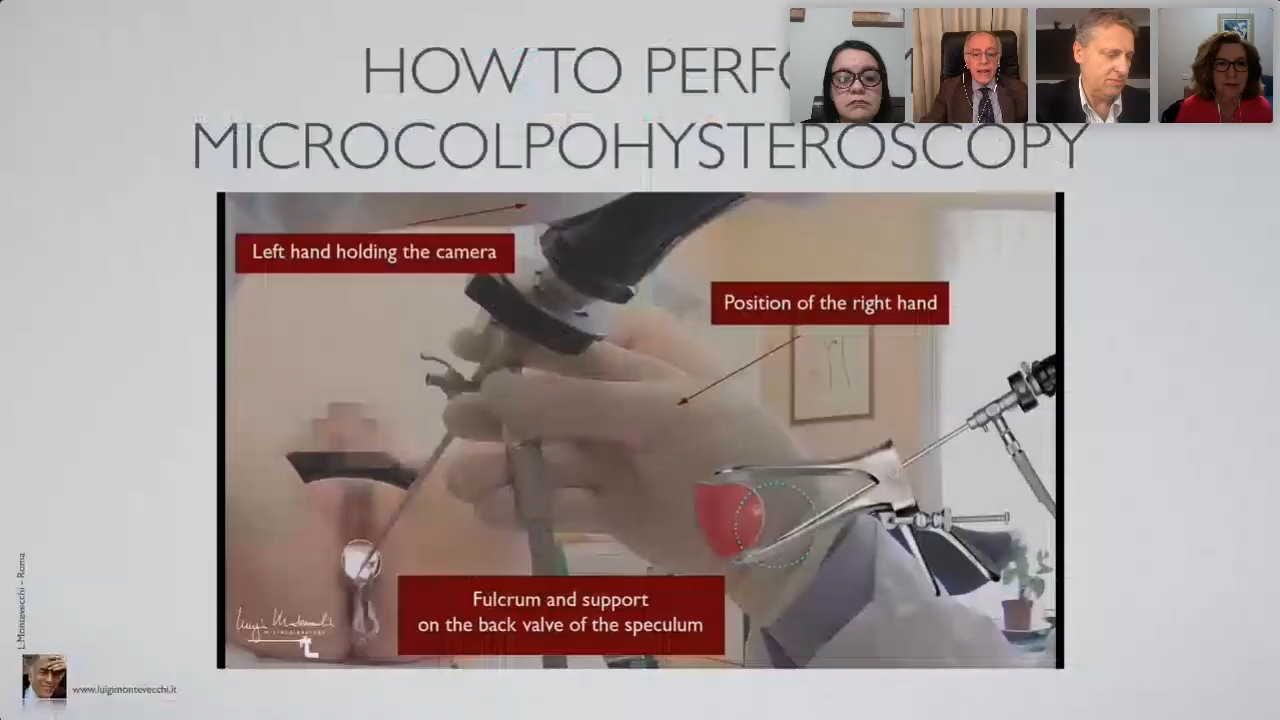 HOW TO PERFO
MICROCOLPOHYSTEROSCOPY
Left hand holding the camera
Position of the right hand
Fulcrum and support
on the back valve of the speculum
L.Montevecchi - Roma
www.luigimontevecchi.it